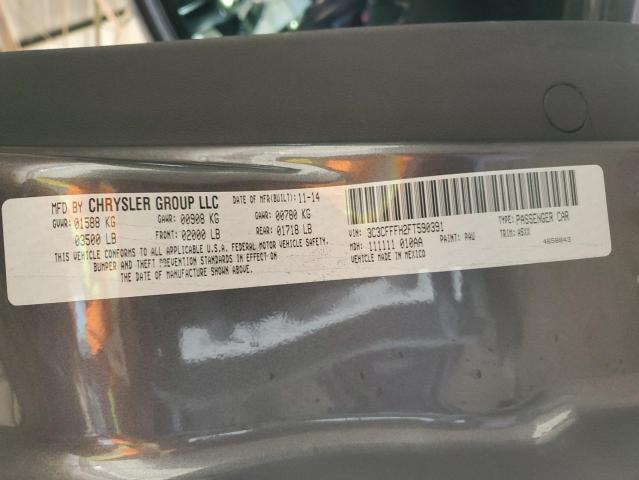 MFD BY CHRYSLER GROUP LLC DATE OF MFR(BUILT): 11-14
GVWR: 01588 KG GAWR: 00908 KG GAWR: 00780 KG
03500 LB FRONT: 02000 LB REAR: 01718 LB
THIS VEHICLE CONFORMS TO ALL APPLICABLE U.S.A. FEDERAL MOTOR VEHICLE SAFETY,
BUMPER AND THEFT PREVENTION STANDARDS IN EFFECT ON
THE DATE OF MANUFACTURE SHOWN ABOVE.
VIN: 3C3CFFFH2FT590391 TYPE: PASSENGER CAR
MDH: 111111 010AA PAINT: PAU TRIM: A5XX
VEHICLE MADE IN MEXICO 4658843